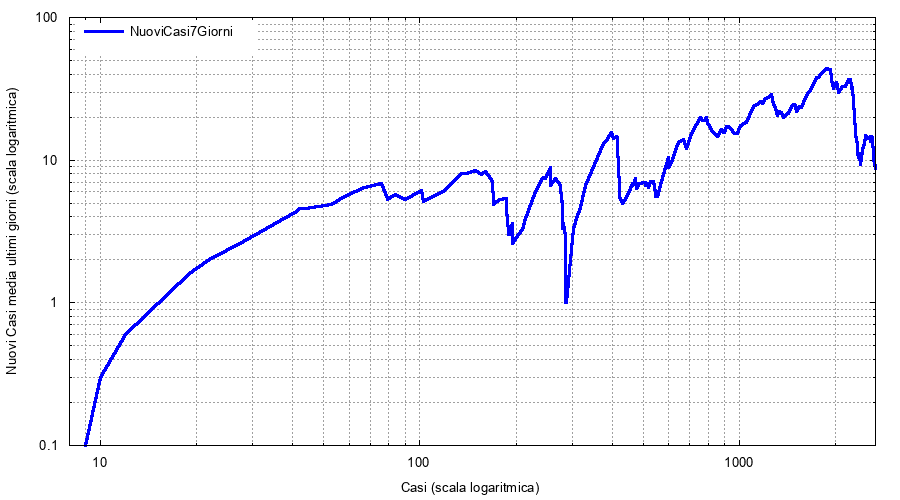 100
NuoviCasi7Giorni
10
1
0.1
Nuovi Casi media ultimi giorni (scala logaritmica)
10 100 1000
Casi (scala logaritmica)